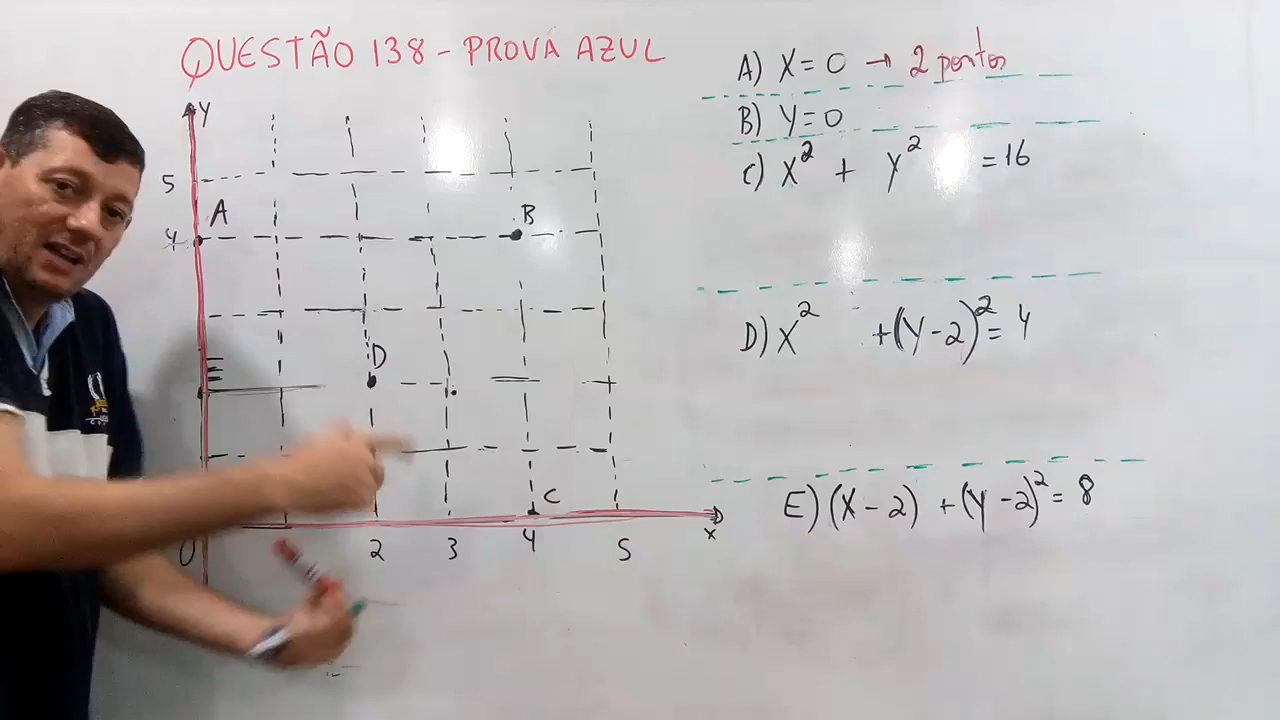 QUESTÃO 138 - PROVA AZUL
Y
5
A
B
4
D
C
0
2
3
4
5
X
A) X = 0 → 2 pontos
B) Y = 0
C) X² + Y² = 16
D) X² + (Y - 2)² = 4
E) (X - 2) + (Y - 2)² = 8